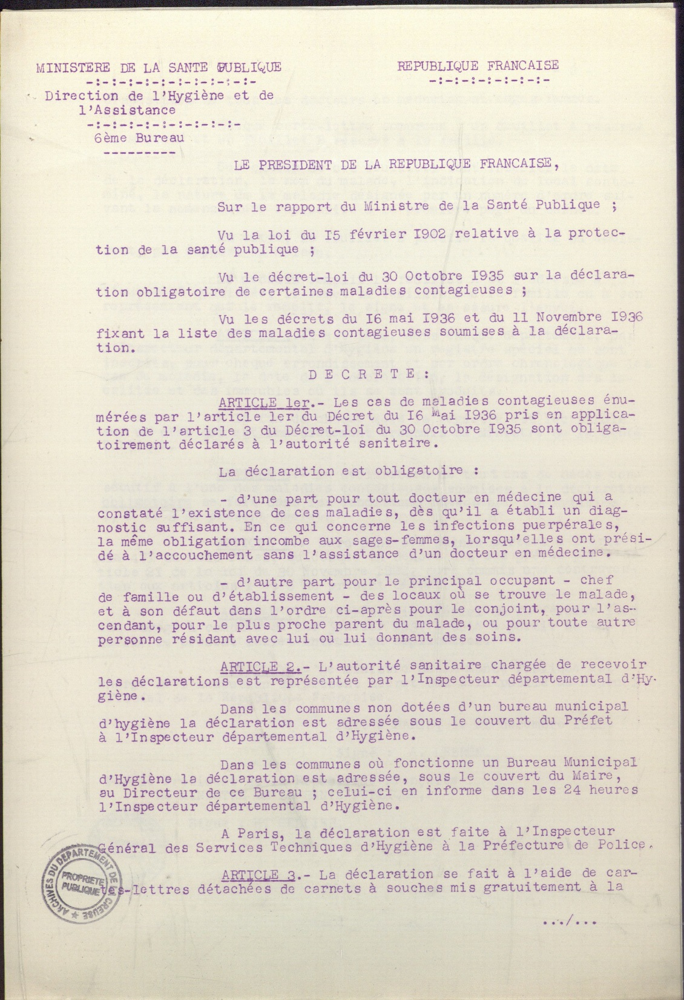 MINISTERE DE LA SANTE PUBLIQUE
-:-:-:-:-:-:-:-:-:-:-
Direction de l'Hygiène et de
l'Assistance
-:-:-:-:-:-:-:-:-:-
6ème Bureau
---------
REPUBLIQUE FRANCAISE
-:-:-:-:-:-:-:-
LE PRESIDENT DE LA REPUBLIQUE FRANCAISE,
Sur le rapport du Ministre de la Santé Publique ;
Vu la loi du I5 février I902 relative à la protec-
tion de la santé publique ;
Vu le décret-loi du 30 Octobre I935 sur la déclara-
tion obligatoire de certaines maladies contagieuses ;
Vu les décrets du I6 mai I936 et du 11 Novembre I936
fixant la liste des maladies contagieuses soumises à la déclara-
tion.
D E C R E T E :
ARTICLE 1er.- Les cas de maladies contagieuses énu-
mérées par l'article 1er du Décret du I6 Mai I936 pris en applica-
tion de l'article 3 du Décret-loi du 30 Octobre I935 sont obliga-
toirement déclarés à l'autorité sanitaire.
La déclaration est obligatoire :
- d'une part pour tout docteur en médecine qui a
constaté l'existence de ces maladies, dès qu'il a établi un diag-
nostic suffisant. En ce qui concerne les infections puerpérales,
la même obligation incombe aux sages-femmes, lorsqu'elles ont prési-
dé à l'accouchement sans l'assistance d'un docteur en médecine.
- d'autre part pour le principal occupant - chef
de famille ou d'établissement - des locaux où se trouve le malade,
et à son défaut dans l'ordre ci-après pour le conjoint, pour l'as-
cendant, pour le plus proche parent du malade, ou pour toute autre
personne résidant avec lui ou lui donnant des soins.
ARTICLE 2.- L'autorité sanitaire chargée de recevoir
les déclarations est représentée par l'Inspecteur départemental d'Hy-
giène.
Dans les communes non dotées d'un bureau municipal
d'hygiène la déclaration est adressée sous le couvert du Préfet
à l'Inspecteur départemental d'Hygiène.
Dans les communes où fonctionne un Bureau Municipal
d'Hygiène la déclaration est adressée, sous le couvert du Maire,
au Directeur de ce Bureau ; celui-ci en informe dans les 24 heures
l'Inspecteur départemental d'Hygiène.
A Paris, la déclaration est faite à l'Inspecteur
Général des Services Techniques d'Hygiène à la Préfecture de Police.
ARTICLE 3.- La déclaration se fait à l'aide de car-
tes-lettres détachées de carnets à souches mis gratuitement à la
.../...
ARCHIVES DU DEPARTEMENT DE LA CREUSE
PROPRIETE
PUBLIQUE